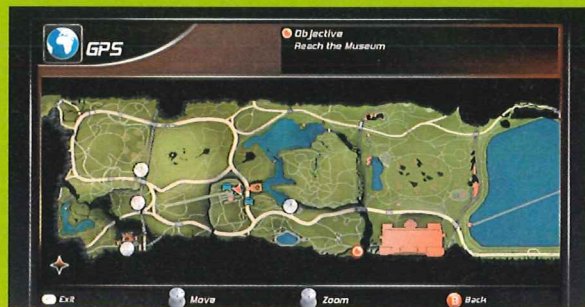 GPS
Objective
Reach the Museum
Exit
Move
Zoom
B Back